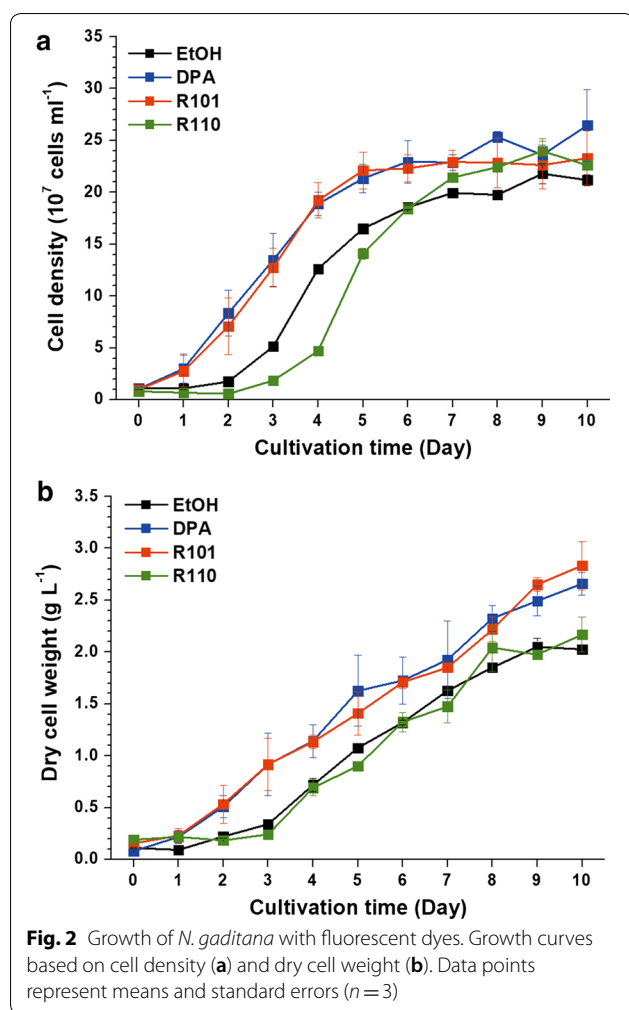 a
EtOH
DPA
R101
R110
Cell density (10⁷ cells ml⁻¹)
35
30
25
20
15
10
5
0
0 1 2 3 4 5 6 7 8 9 10
Cultivation time (Day)
b
EtOH
DPA
R101
R110
Dry cell weight (g L⁻¹)
3.5
3.0
2.5
2.0
1.5
1.0
0.5
0.0
0 1 2 3 4 5 6 7 8 9 10
Cultivation time (Day)
Fig. 2 Growth of N. gaditana with fluorescent dyes. Growth curves
based on cell density (a) and dry cell weight (b). Data points
represent means and standard errors (n = 3)